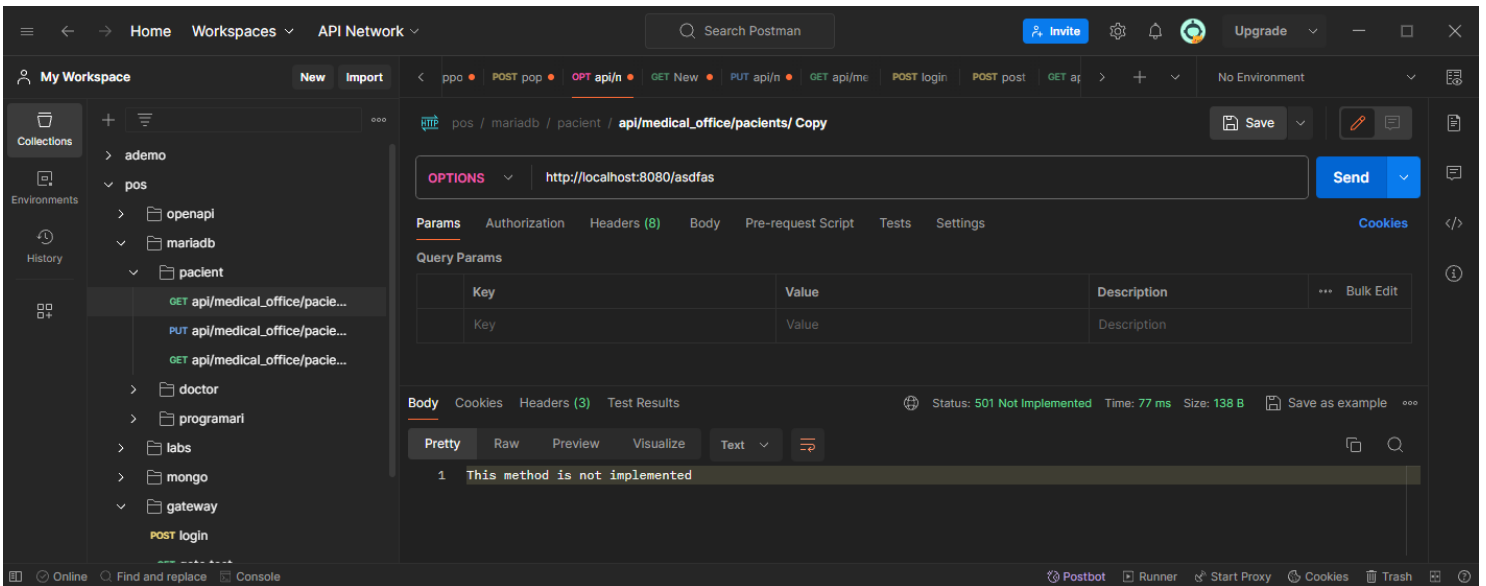 Home Workspaces API Network Search Postman Invite Upgrade
My Workspace New Import ppo POST pop OPT api/n GET New PUT api/n GET api/me POST login POST post GET ap No Environment
Collections
Environments
History
ademo
pos
openapi
mariadb
pacient
GET api/medical_office/pacie...
PUT api/medical_office/pacie...
GET api/medical_office/pacie...
doctor
programari
labs
mongo
gateway
POST login
HTTP pos / mariadb / pacient / api/medical_office/pacients/ Copy Save
OPTIONS http://localhost:8080/asdfas Send
Params Authorization Headers (8) Body Pre-request Script Tests Settings Cookies
Query Params
Key Value Description Bulk Edit
Key Value Description
Body Cookies Headers (3) Test Results Status: 501 Not Implemented Time: 77 ms Size: 138 B Save as example
Pretty Raw Preview Visualize Text
1 This method is not implemented
Online Find and replace Console Postbot Runner Start Proxy Cookies Trash